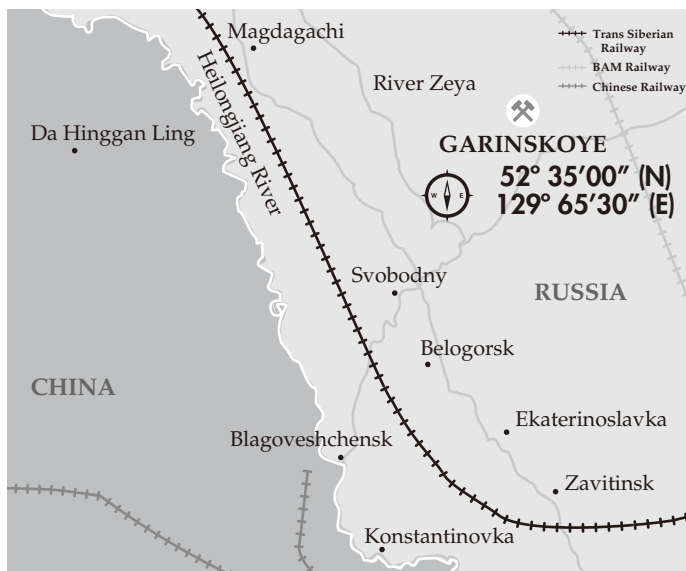 Magdagachi
Trans Siberian
Railway
BAM Railway
Chinese Railway
Heilongjiang River
River Zeya
Da Hinggan Ling
GARINSKOYE
52° 35'00" (N)
129° 65'30" (E)
W E
Svobodny
RUSSIA
Belogorsk
CHINA
Ekaterinoslavka
Blagoveshchensk
Zavitinsk
Konstantinovka